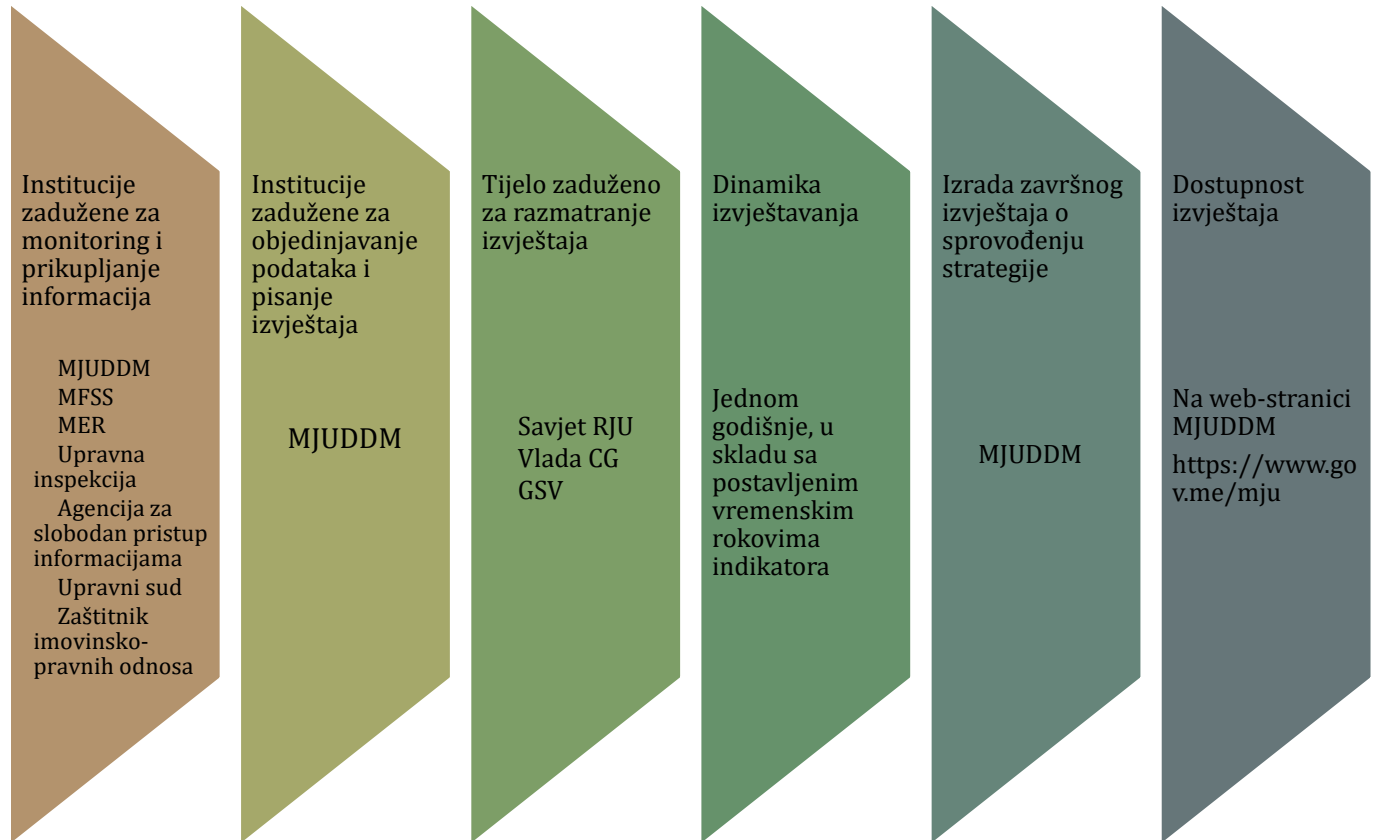 Institucije
zadužene za
monitoring i
prikupljanje
informacija
MJUDDM
MFSS
MER
Upravna
inspekcija
Agencija za
slobodan pristup
informacijama
Upravni sud
Zaštitnik
imovinsko-
pravnih odnosa
Institucije
zadužene za
objedinjavanje
podataka i
pisanje
izvještaja
MJUDDM
Tijelo zaduženo
za razmatranje
izvještaja
Savjet RJU
Vlada CG
GSV
Dinamika
izvještavanja
Jednom
godišnje, u
skladu sa
postavljenim
vremenskim
rokovima
indikatora
Izrada završnog
izvještaja o
sprovođenju
strategije
MJUDDM
Dostupnost
izvještaja
Na web-stranici
MJUDDM
https://www.go
v.me/mju